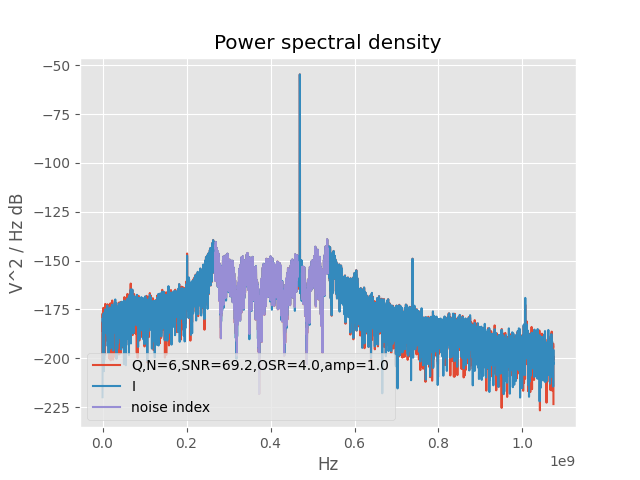 Power spectral density
V^2 / Hz dB
−50
−75
−100
−125
−150
−175
−200
−225
Q,N=6,SNR=69.2,OSR=4.0,amp=1.0
I
noise index
0.0 0.2 0.4 0.6 0.8 1.0
1e9
Hz